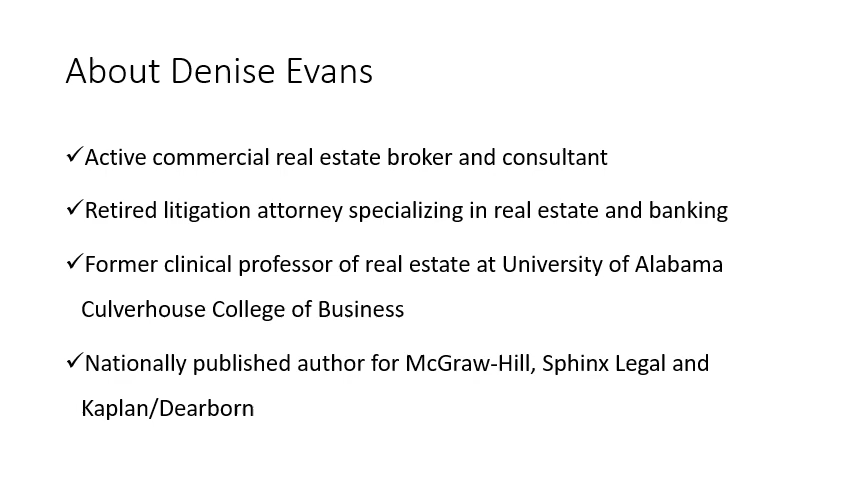 About Denise Evans
✓Active commercial real estate broker and consultant
✓Retired litigation attorney specializing in real estate and banking
✓Former clinical professor of real estate at University of Alabama
Culverhouse College of Business
✓Nationally published author for McGraw-Hill, Sphinx Legal and
Kaplan/Dearborn